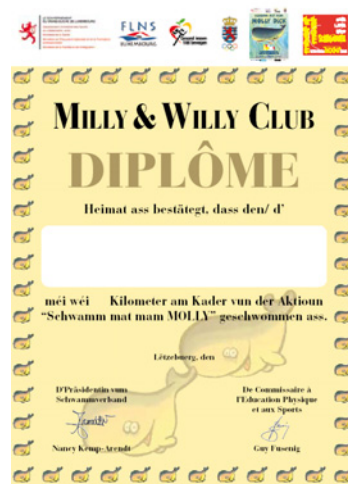 FLNS
MILLY & WILLY CLUB
DIPLÔME
Heimat ass bestätegt, dass den/ d'
méi wéi Kilometer am Kader vun der Aktioun
"Schwamm mat mam MOLLY" geschwommen ass.
Lëtzebuerg, den
D'Präsidentin vum
Schwammverband
Nancy Kemp-Arendt
De Commissaire à
l'Education Physique
et aux Sports
Guy Fusenig